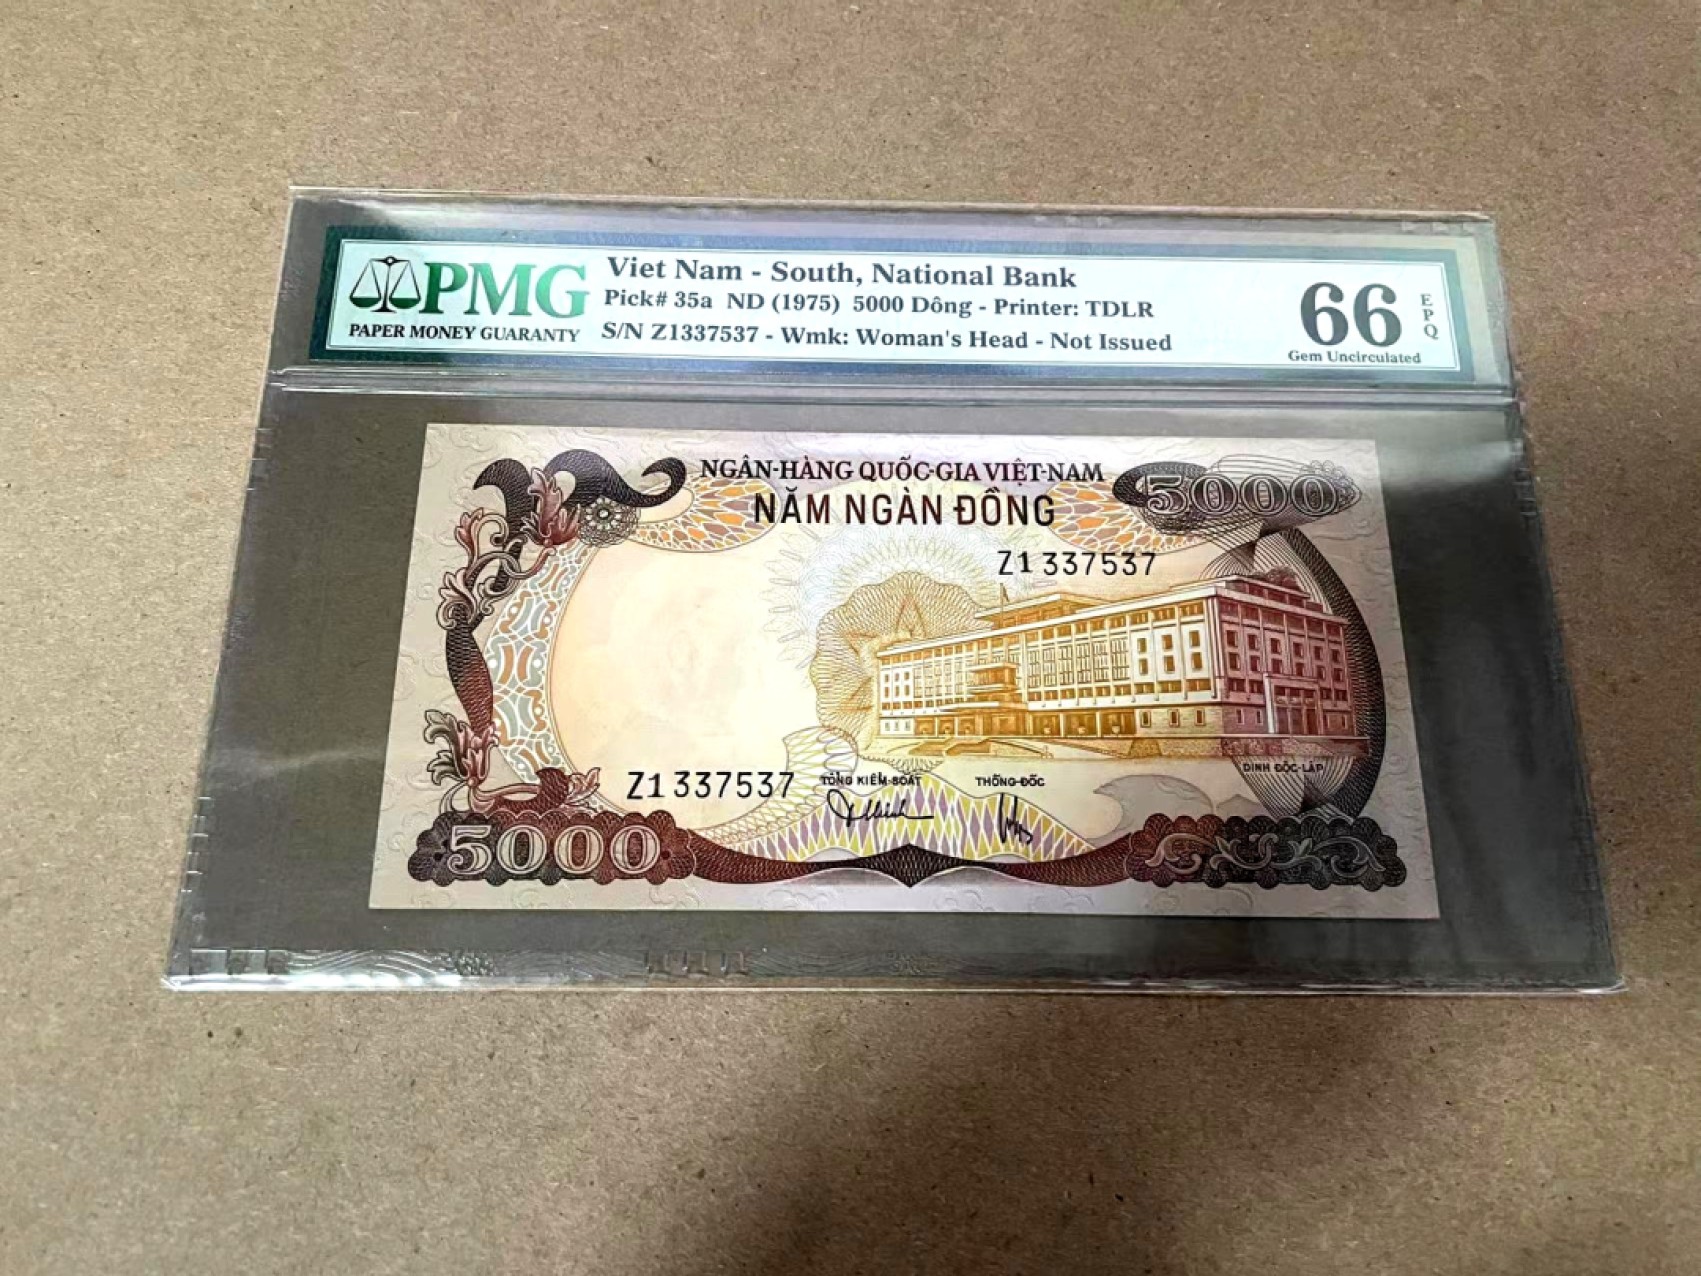 PMG
PAPER MONEY GUARANTY
Viet Nam - South, National Bank
Pick# 35a ND (1975) 5000 Dông - Printer: TDLR
S/N Z1337537 - Wmk: Woman's Head - Not Issued
66
EPQ
Gem Uncirculated
NGÂN-HÀNG QUỐC-GIA VIỆT-NAM
NĂM NGÀN ĐỒNG
5000
Z1 337537
DINH ĐỘC-LẬP
Z1 337537
TỔNG KIỂM-SOÁT
THỐNG-ĐỐC
5000